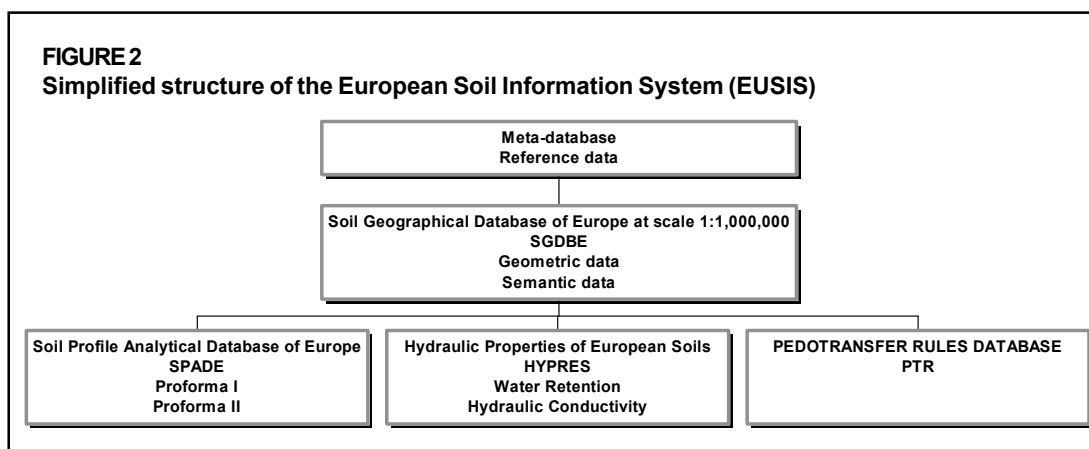 FIGURE 2
Simplified structure of the European Soil Information System (EUSIS)
Meta-database
Reference data
Soil Geographical Database of Europe at scale 1:1,000,000
SGDBE
Geometric data
Semantic data
Soil Profile Analytical Database of Europe
SPADE
Proforma I
Proforma II
Hydraulic Properties of European Soils
HYPRES
Water Retention
Hydraulic Conductivity
PEDOTRANSFER RULES DATABASE
PTR